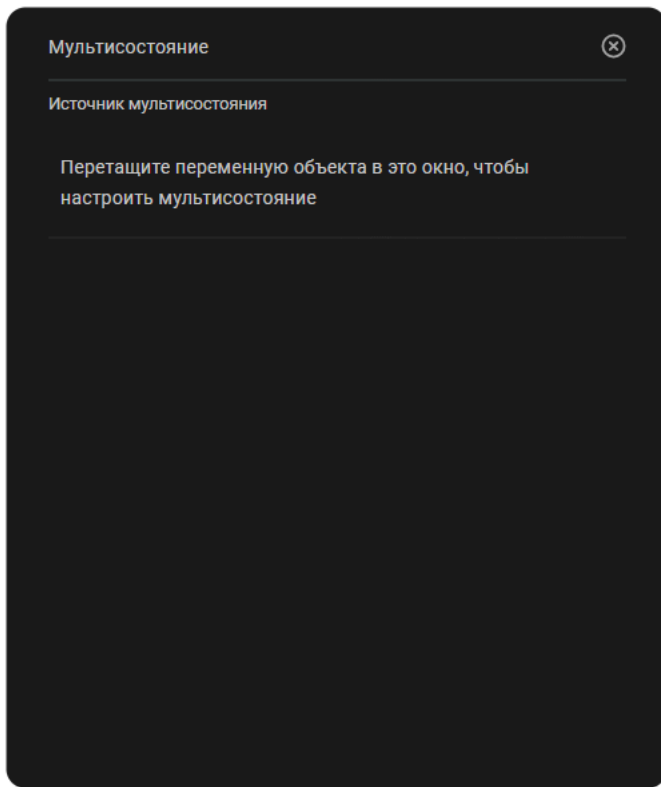 Мультисостояние
Источник мультисостояния
Перетащите переменную объекта в это окно, чтобы
настроить мультисостояние